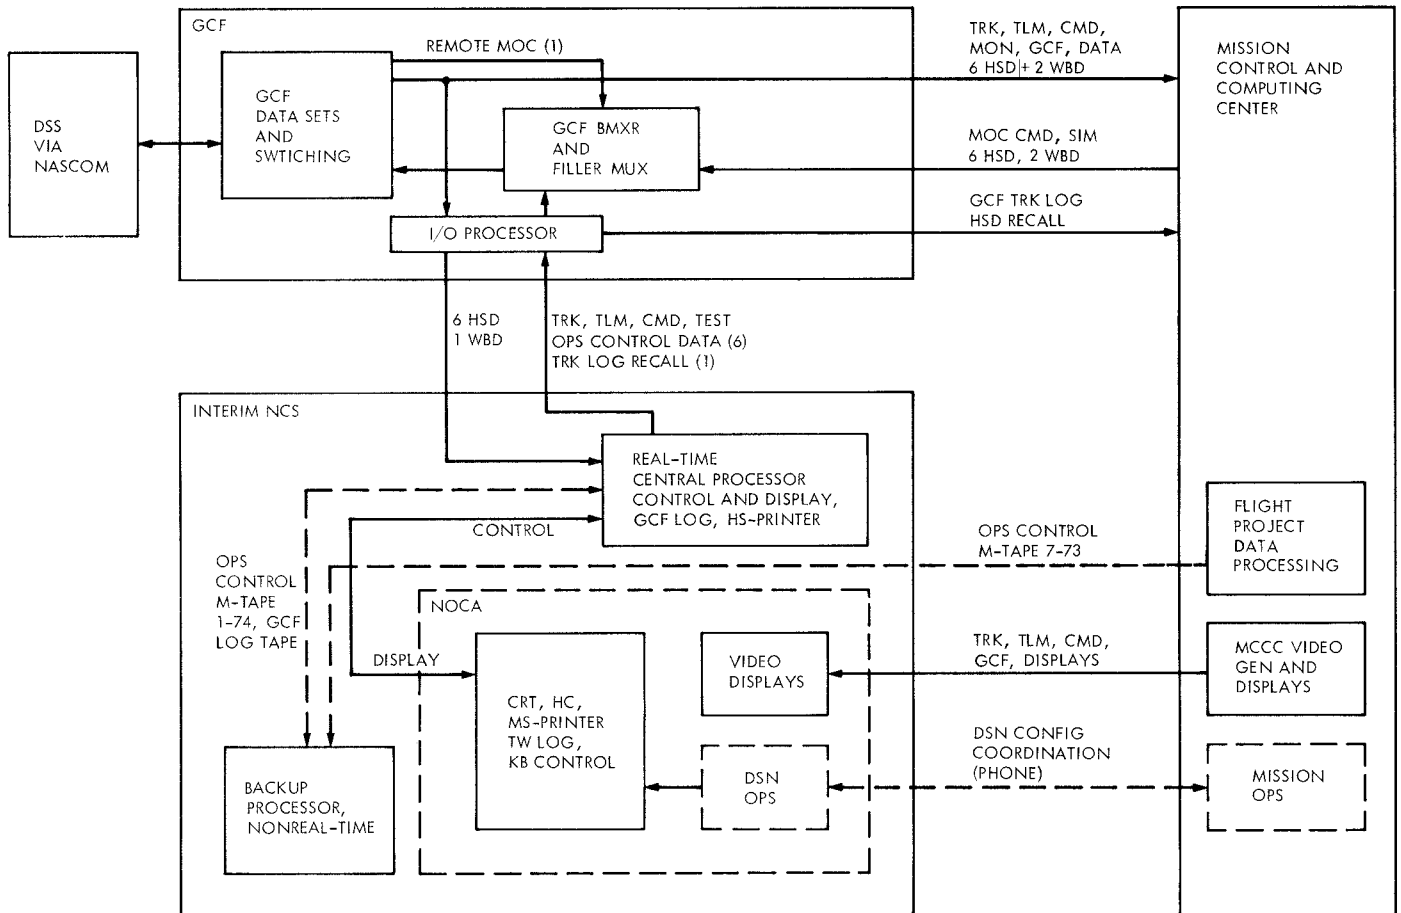 GCF
REMOTE MOC (1)
TRK, TLM, CMD,
MON, GCF, DATA
6 HSD + 2 WBD
MISSION
CONTROL AND
COMPUTING
CENTER
DSS
VIA
NASCOM
GCF
DATA SETS
AND
SWTICHING
GCF BMXR
AND
FILLER MUX
MOC CMD, SIM
6 HSD, 2 WBD
I/O PROCESSOR
GCF TRK LOG
HSD RECALL
6 HSD
1 WBD
TRK, TLM, CMD, TEST
OPS CONTROL DATA (6)
TRK LOG RECALL (1)
INTERIM NCS
REAL-TIME
CENTRAL PROCESSOR
CONTROL AND DISPLAY,
GCF LOG, HS-PRINTER
CONTROL
OPS CONTROL
M-TAPE 7-73
FLIGHT
PROJECT
DATA
PROCESSING
OPS
CONTROL
M-TAPE
1-74, GCF
LOG TAPE
NOCA
DISPLAY
CRT, HC,
MS-PRINTER
TW LOG,
KB CONTROL
VIDEO
DISPLAYS
TRK, TLM, CMD,
GCF, DISPLAYS
MCCC VIDEO
GEN AND
DISPLAYS
DSN CONFIG
COORDINATION
(PHONE)
DSN
OPS
MISSION
OPS
BACKUP
PROCESSOR,
NONREAL-TIME